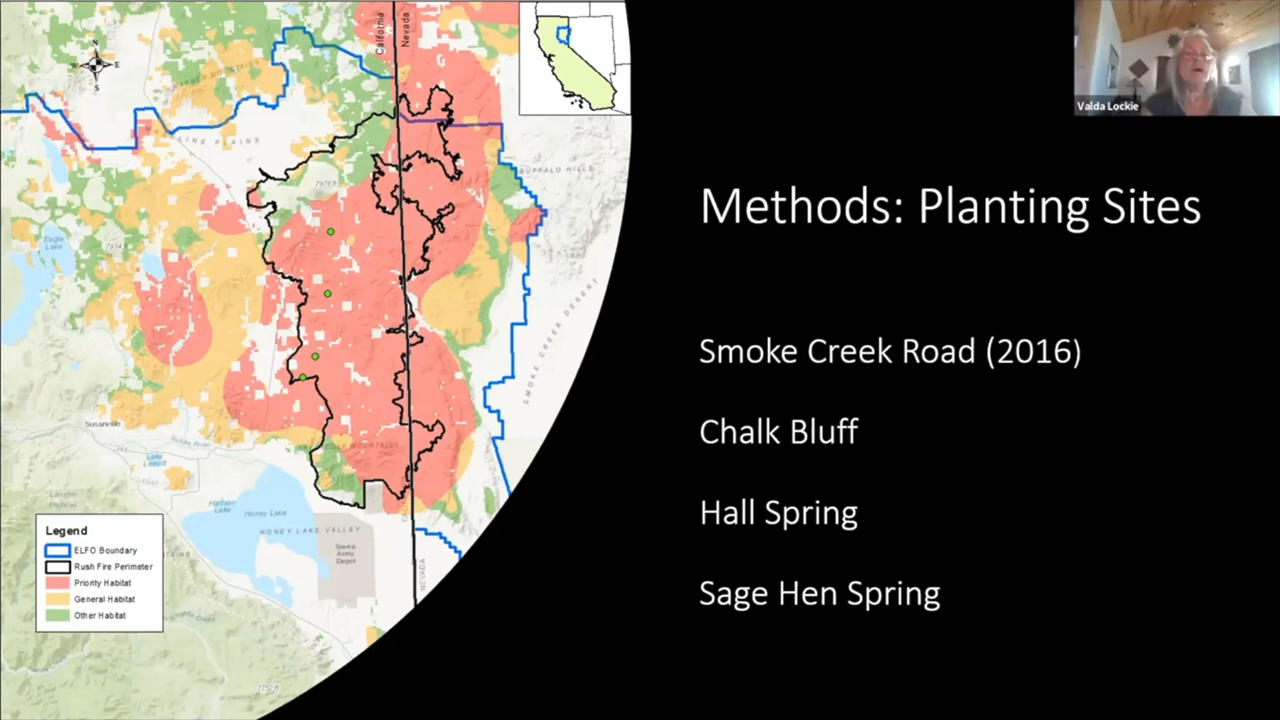 California
Nevada
N
W
E
S
Valda Lockie
BUFFALO HILLS
Methods: Planting Sites
Eagle
Lake
SMOKE CREEK DESERT
Smoke Creek Road (2016)
Chalk Bluff
Susanville
Honey Lake
HONEY LAKE VALLEY
Hall Spring
Sierra
Army
Depot
Legend
ELFO Boundary
Rush Fire Perimeter
Priority Habitat
General Habitat
Other Habitat
NEVADA
Sage Hen Spring